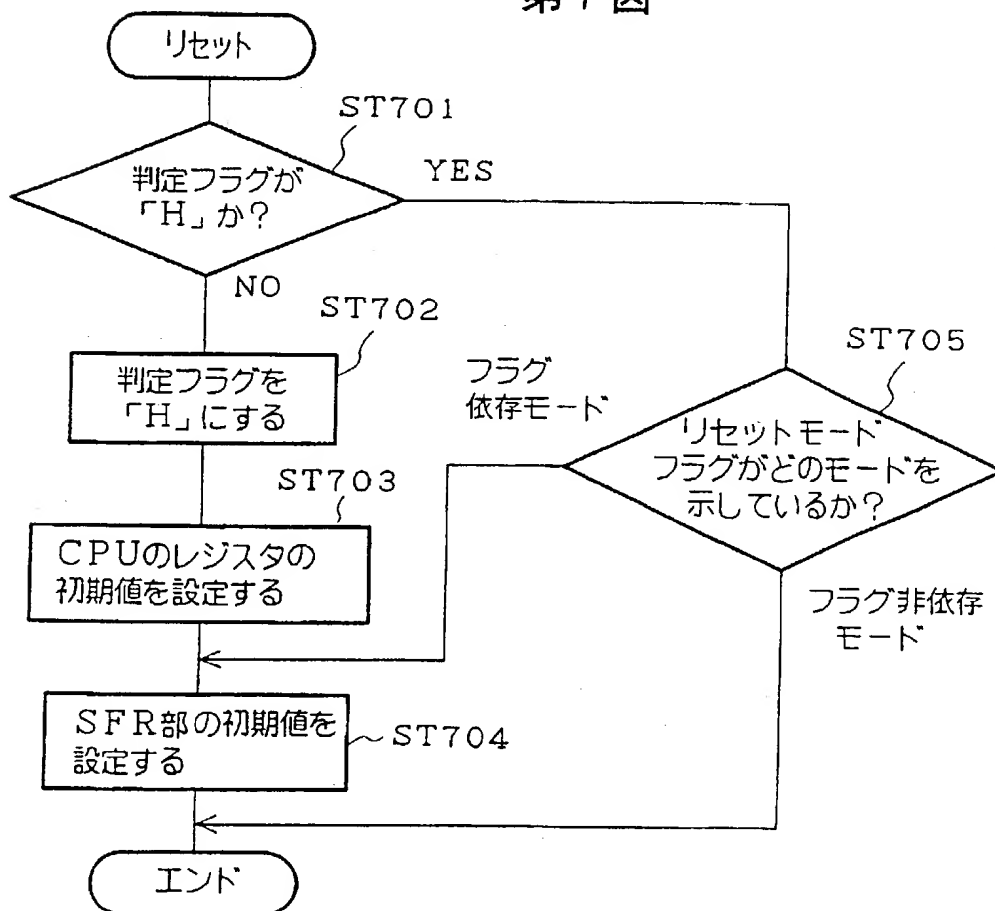 第7図
リセット
ST701
判定フラグが
「H」か?
YES
NO
ST702
判定フラグを
「H」にする
ST703
CPUのレジスタの
初期値を設定する
SFR部の初期値を
設定する
ST704
エンド
フラグ
依存モード
ST705
リセットモード
フラグがどのモードを
示しているか?
フラグ非依存
モード